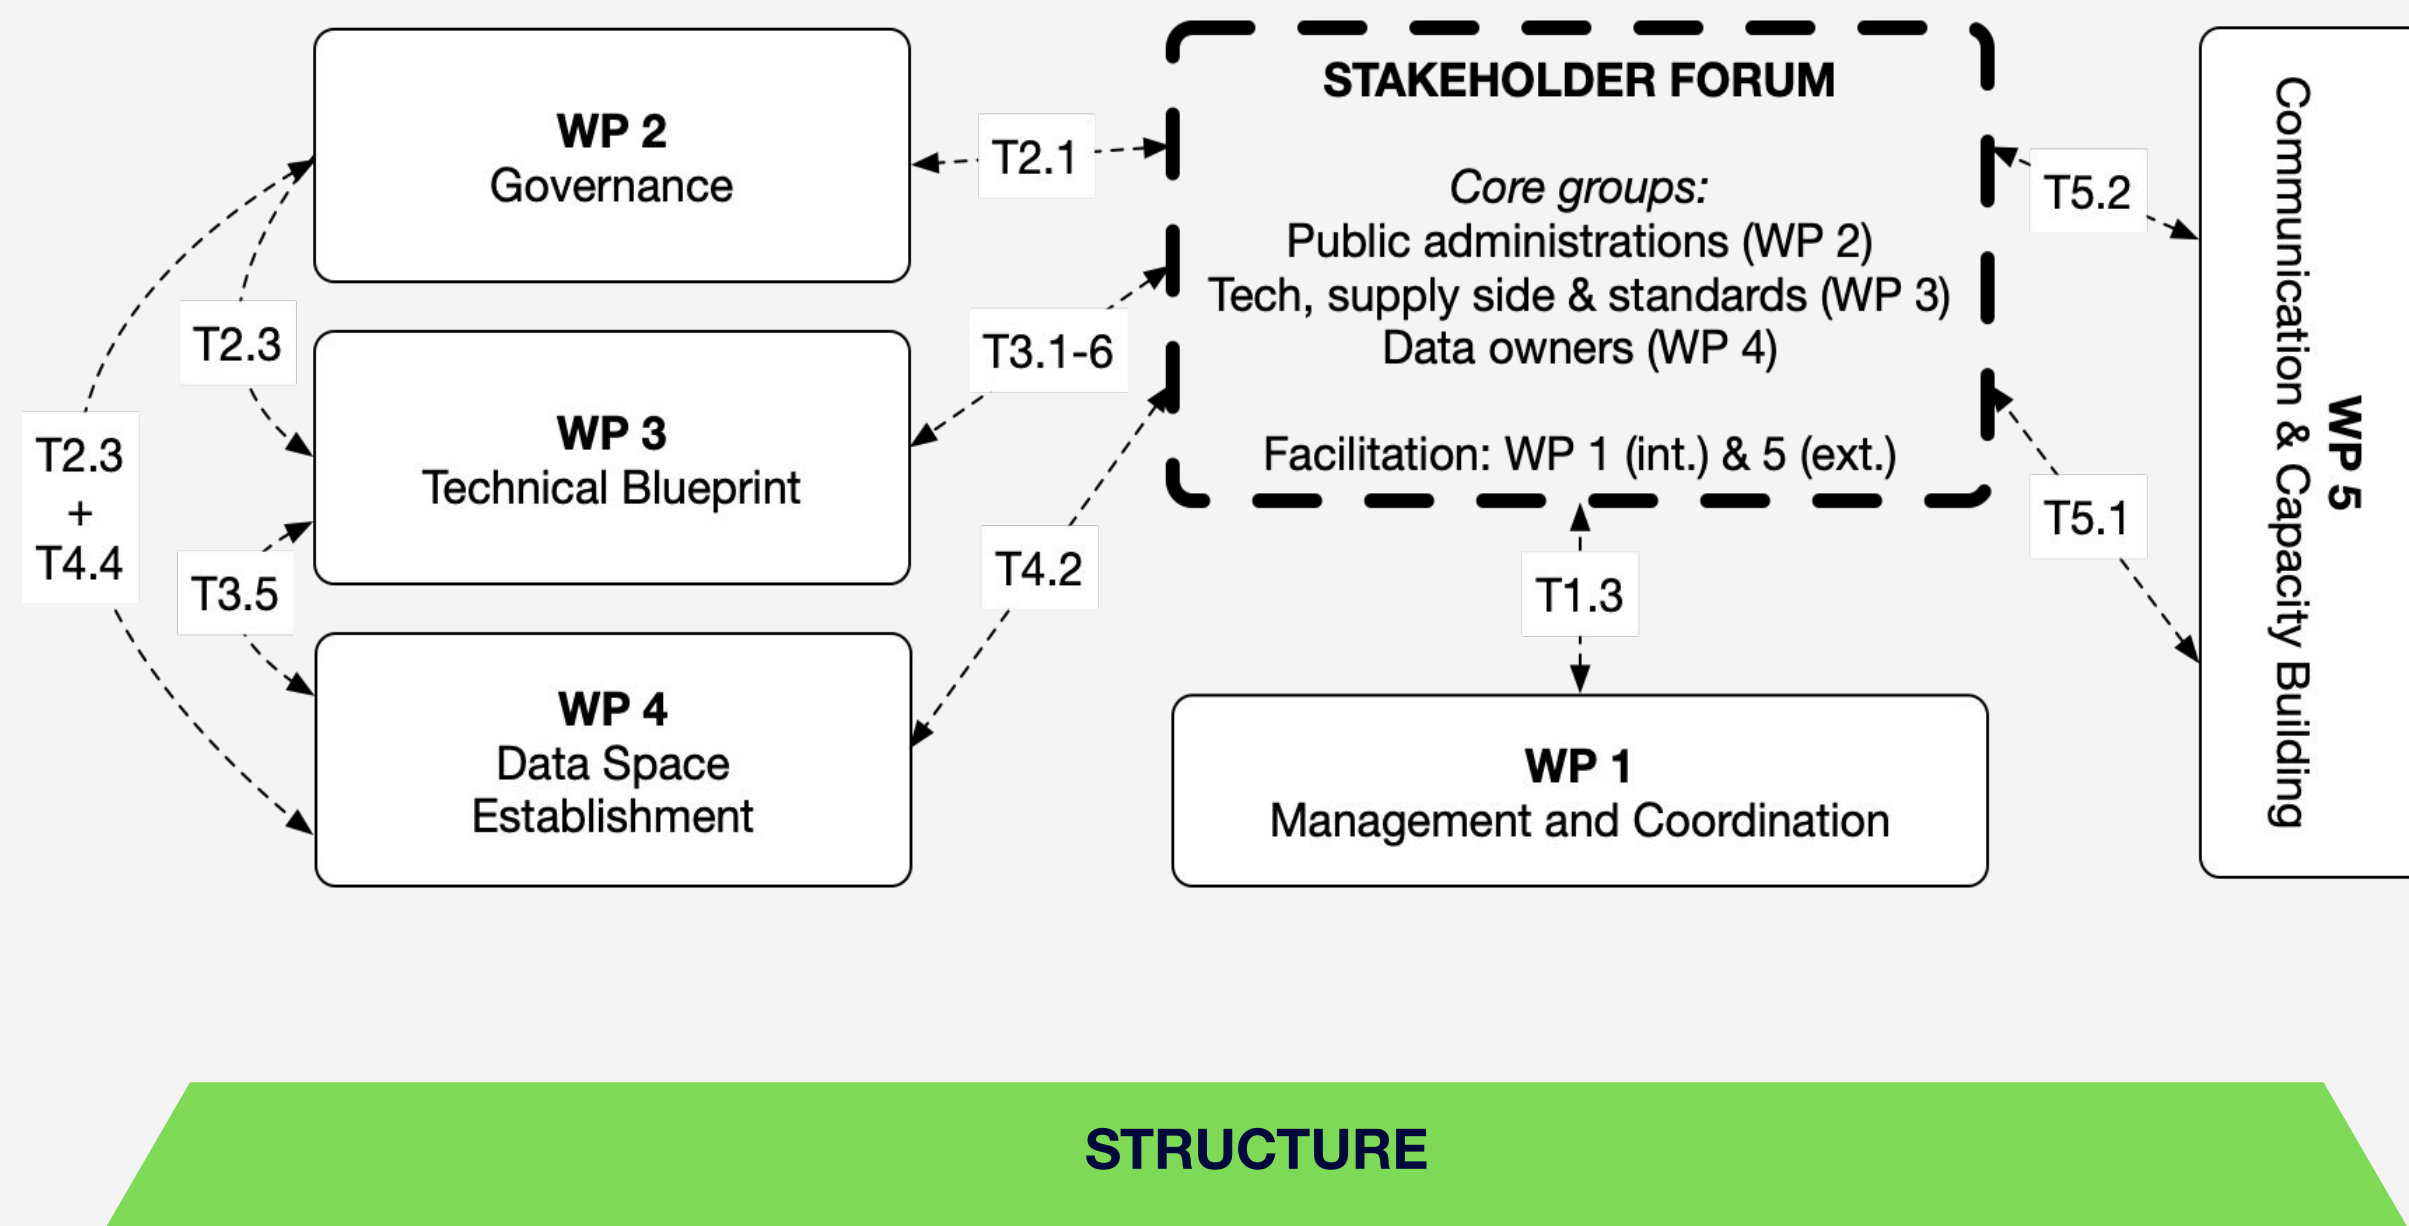 WP 2
Governance
T2.1
T2.3
T2.3
+
T4.4
WP 3
Technical Blueprint
T3.1-6
T3.5
WP 4
Data Space
Establishment
T4.2
STAKEHOLDER FORUM
Core groups:
Public administrations (WP 2)
Tech, supply side & standards (WP 3)
Data owners (WP 4)
Facilitation: WP 1 (int.) & 5 (ext.)
T1.3
WP 1
Management and Coordination
T5.2
T5.1
WP 5
Communication & Capacity Building
STRUCTURE